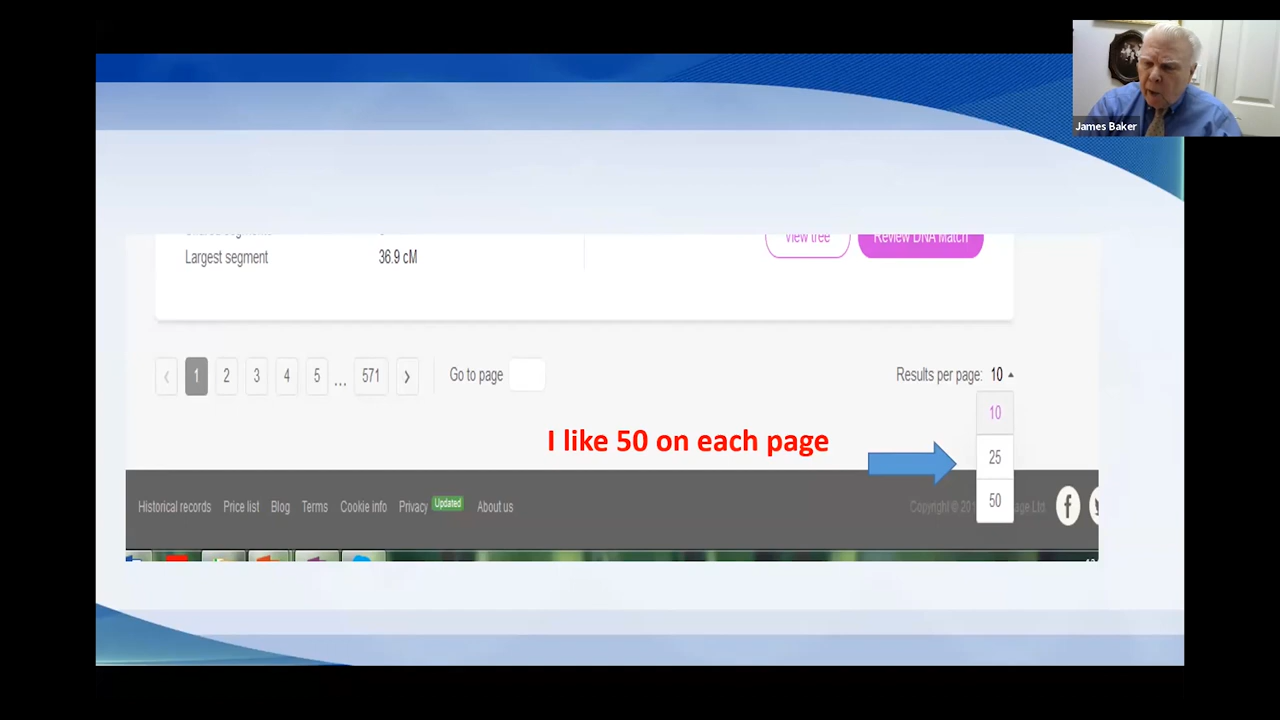 James Baker
View tree
Review DNA Match
Largest segment 36.9 cM
< 1 2 3 4 5 ... 571 > Go to page
Results per page: 10
10
25
50
I like 50 on each page
Historical records Price list Blog Terms Cookie info Privacy Updated About us
Copyright © Ltd.